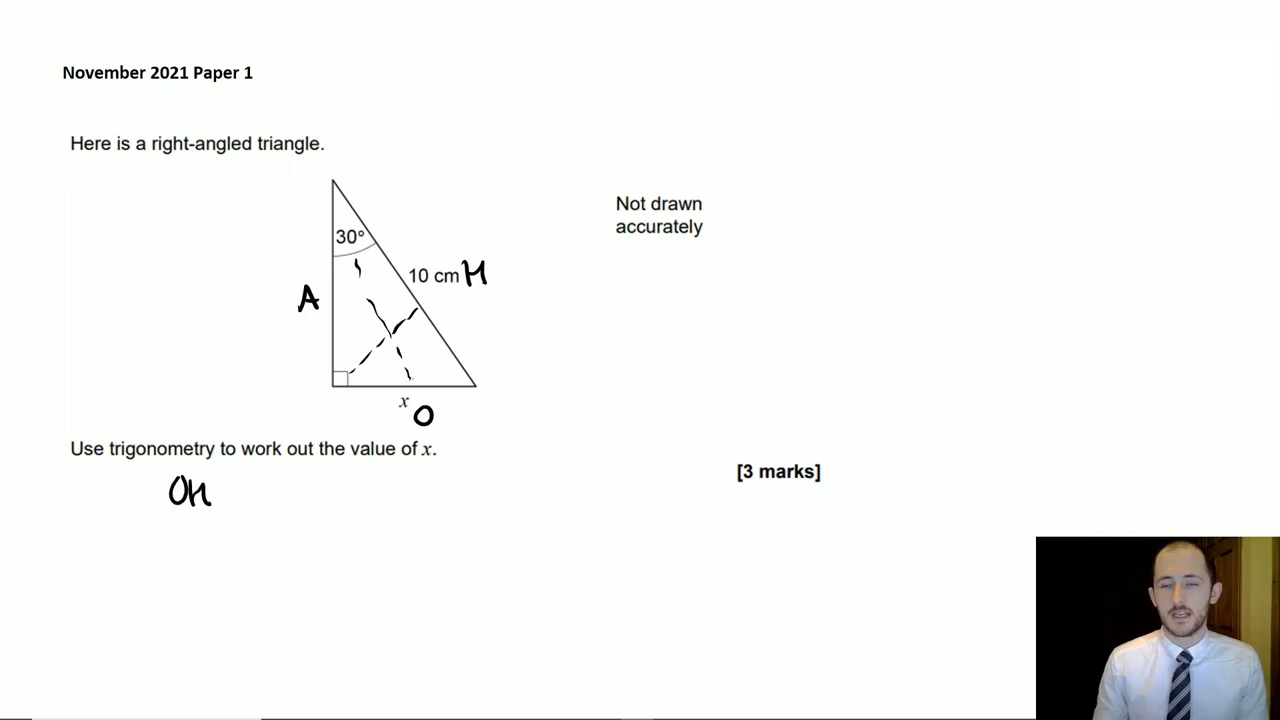 November 2021 Paper 1
Here is a right-angled triangle.
Not drawn
accurately
30°
10 cm H
A
x O
Use trigonometry to work out the value of x.
[3 marks]
OH